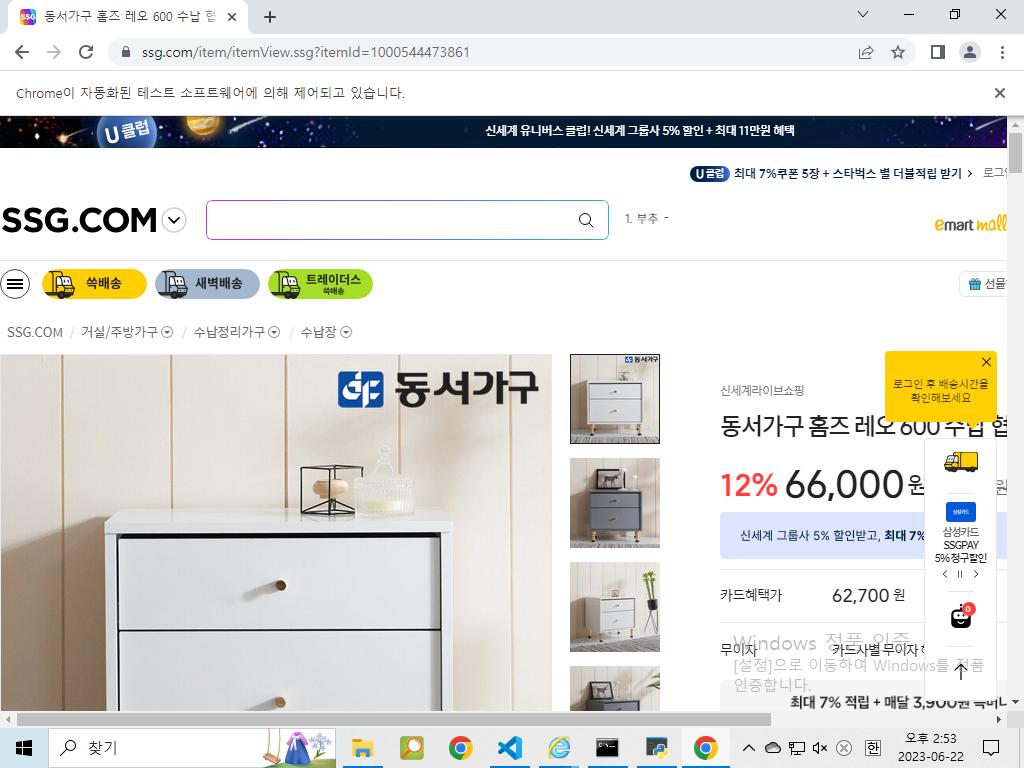 동서가구 홈즈 레오 600 수납 협
ssg.com/item/itemView.ssg?itemId=1000544473861
Chrome이 자동화된 테스트 소프트웨어에 의해 제어되고 있습니다.
U클럽
신세계 유니버스 클럽! 신세계 그룹사 5% 할인 + 최대 11만원 혜택
U클럽 최대 7%쿠폰 5장 + 스타벅스 별 더블적립 받기 >
SSG.COM
1. 부추 -
emart mall
쓱배송
새벽배송
트레이더스
쓱배송
선물
SSG.COM / 거실/주방가구 / 수납정리가구 / 수납장
동서가구
동서가구
로그인 후 배송시간을
확인해보세요
신세계라이브쇼핑
동서가구 홈즈 레오 600 수납 협
12% 66,000원
원
신세계 그룹사 5% 할인받고, 최대 7%
삼성카드
삼성카드
SSGPAY
5% 청구할인
카드혜택가 62,700 원
0
무이자 카드사별 무이자
Windows 정품 인증
[설정]으로 이동하여 Windows를 정품
인증합니다.
최대 7% 적립 + 매달 3,900원
찾기
한
오후 2:53
2023-06-22